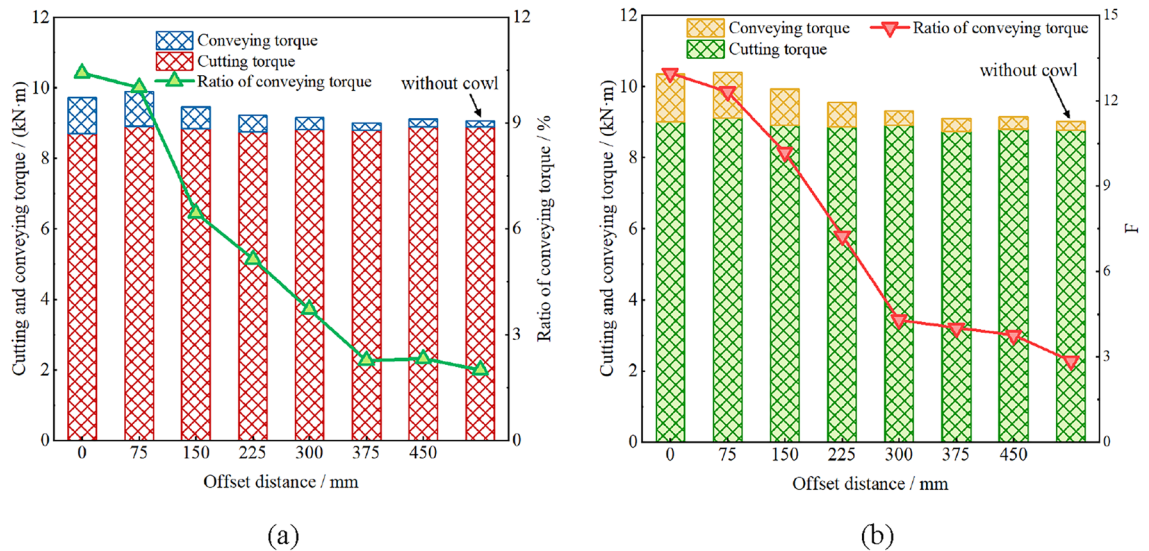 12
10
8
6
4
2
0
Cutting and conveying torque / (kN·m)
Conveying torque
Cutting torque
Ratio of conveying torque
without cowl
12
9
6
3
0
Ratio of conveying torque / %
0 75 150 225 300 375 450
Offset distance / mm
(a)
12
10
8
6
4
2
0
Cutting and conveying torque / (kN·m)
Conveying torque
Cutting torque
Ratio of conveying torque
without cowl
15
12
9
6
3
0
F
0 75 150 225 300 375 450
Offset distance / mm
(b)